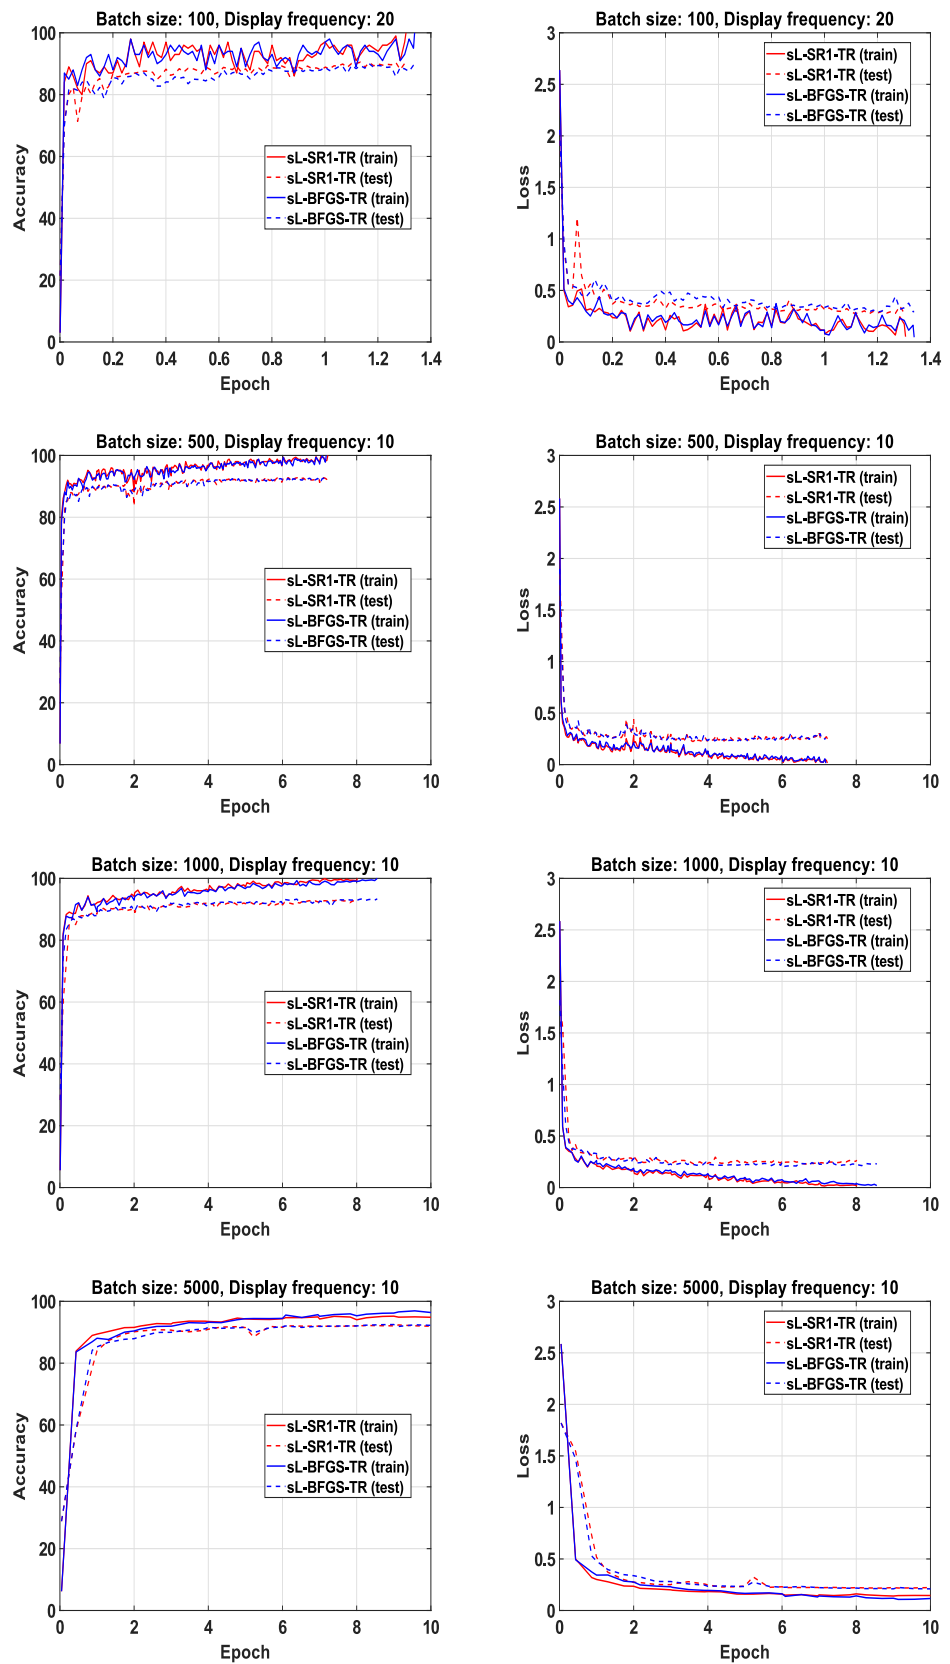 Batch size: 100, Display frequency: 20
100
80
60
40
20
0
Accuracy
sL-SR1-TR (train)
sL-SR1-TR (test)
sL-BFGS-TR (train)
sL-BFGS-TR (test)
0 0.2 0.4 0.6 0.8 1 1.2 1.4
Epoch
Batch size: 100, Display frequency: 20
3
2.5
2
1.5
1
0.5
0
Loss
sL-SR1-TR (train)
sL-SR1-TR (test)
sL-BFGS-TR (train)
sL-BFGS-TR (test)
0 0.2 0.4 0.6 0.8 1 1.2 1.4
Epoch
Batch size: 500, Display frequency: 10
100
80
60
40
20
0
Accuracy
sL-SR1-TR (train)
sL-SR1-TR (test)
sL-BFGS-TR (train)
sL-BFGS-TR (test)
0 2 4 6 8 10
Epoch
Batch size: 500, Display frequency: 10
3
2.5
2
1.5
1
0.5
0
Loss
sL-SR1-TR (train)
sL-SR1-TR (test)
sL-BFGS-TR (train)
sL-BFGS-TR (test)
0 2 4 6 8 10
Epoch
Batch size: 1000, Display frequency: 10
100
80
60
40
20
0
Accuracy
sL-SR1-TR (train)
sL-SR1-TR (test)
sL-BFGS-TR (train)
sL-BFGS-TR (test)
0 2 4 6 8 10
Epoch
Batch size: 1000, Display frequency: 10
3
2.5
2
1.5
1
0.5
0
Loss
sL-SR1-TR (train)
sL-SR1-TR (test)
sL-BFGS-TR (train)
sL-BFGS-TR (test)
0 2 4 6 8 10
Epoch
Batch size: 5000, Display frequency: 10
100
80
60
40
20
0
Accuracy
sL-SR1-TR (train)
sL-SR1-TR (test)
sL-BFGS-TR (train)
sL-BFGS-TR (test)
0 2 4 6 8 10
Epoch
Batch size: 5000, Display frequency: 10
3
2.5
2
1.5
1
0.5
0
Loss
sL-SR1-TR (train)
sL-SR1-TR (test)
sL-BFGS-TR (train)
sL-BFGS-TR (test)
0 2 4 6 8 10
Epoch